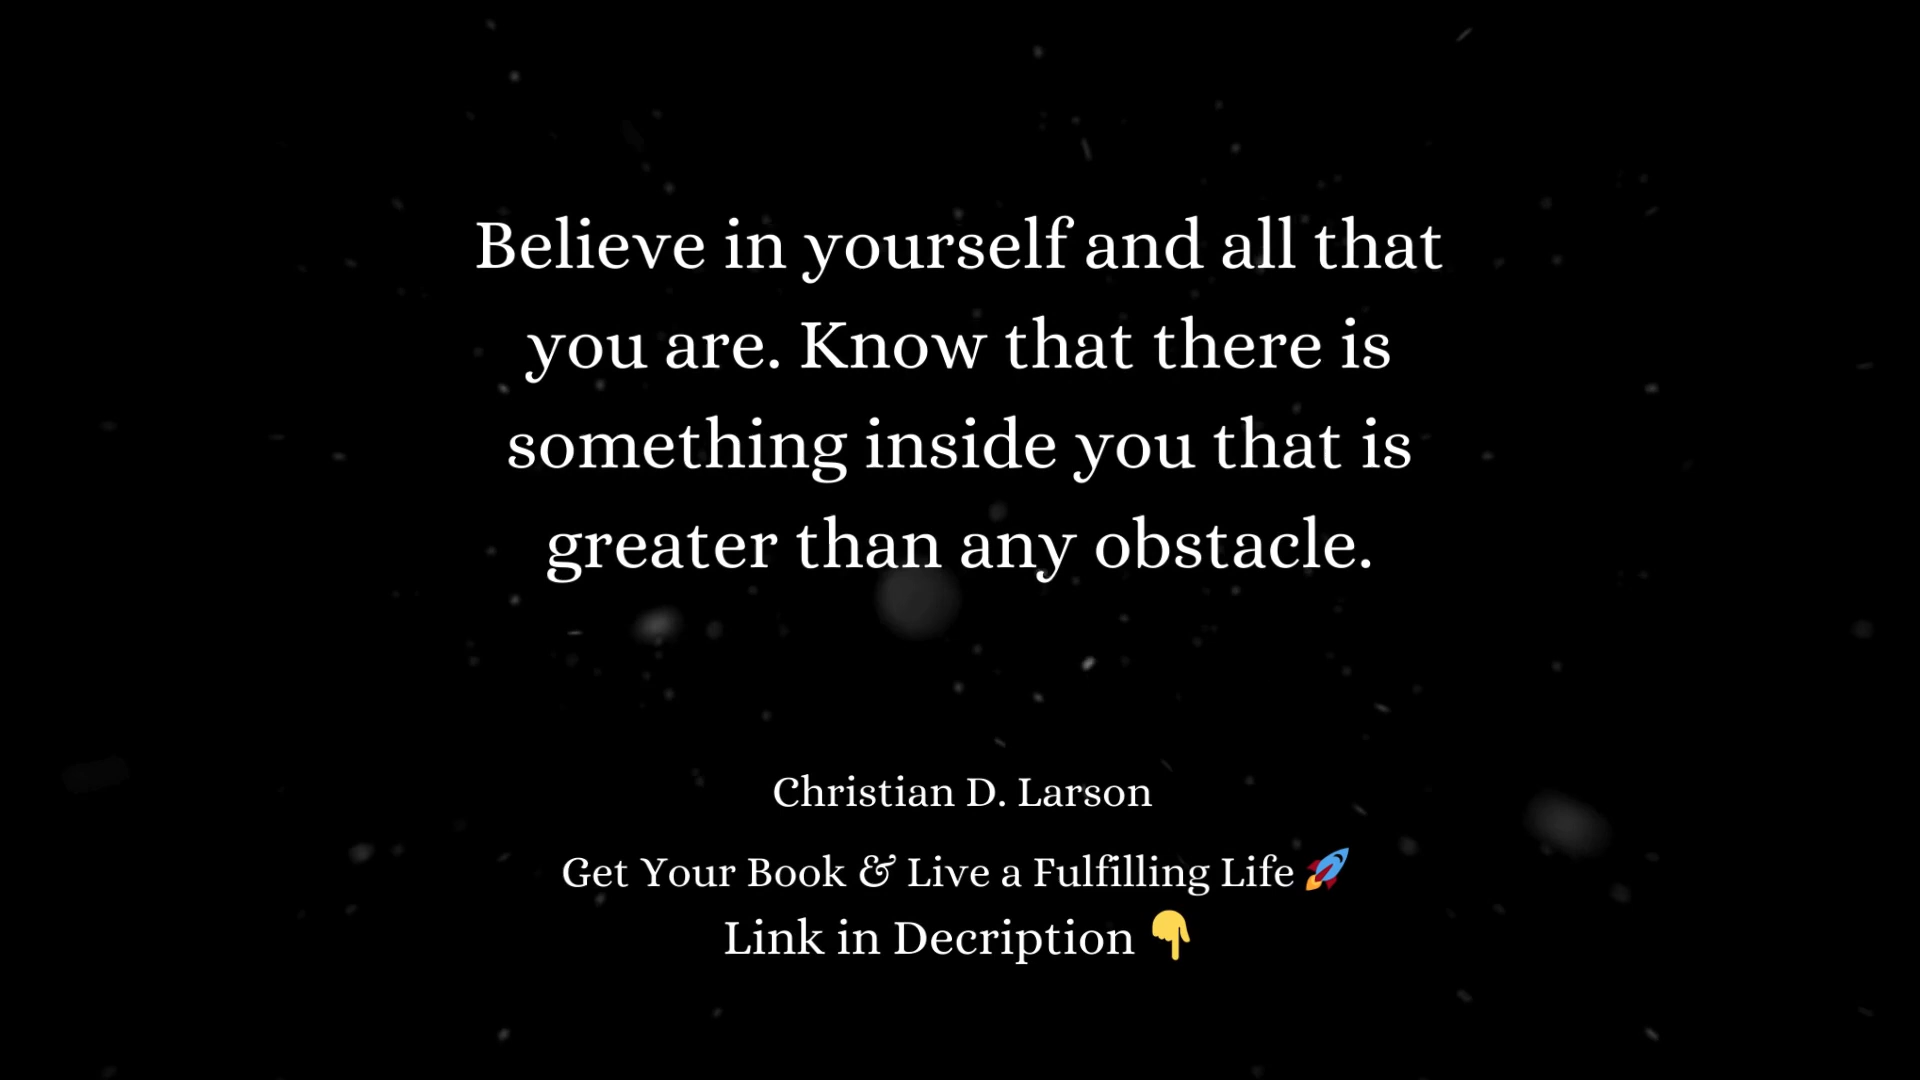 Believe in yourself and all that
you are. Know that there is
something inside you that is
greater than any obstacle.
Christian D. Larson
Get Your Book & Live a Fulfilling Life 🚀
Link in Decription 👇